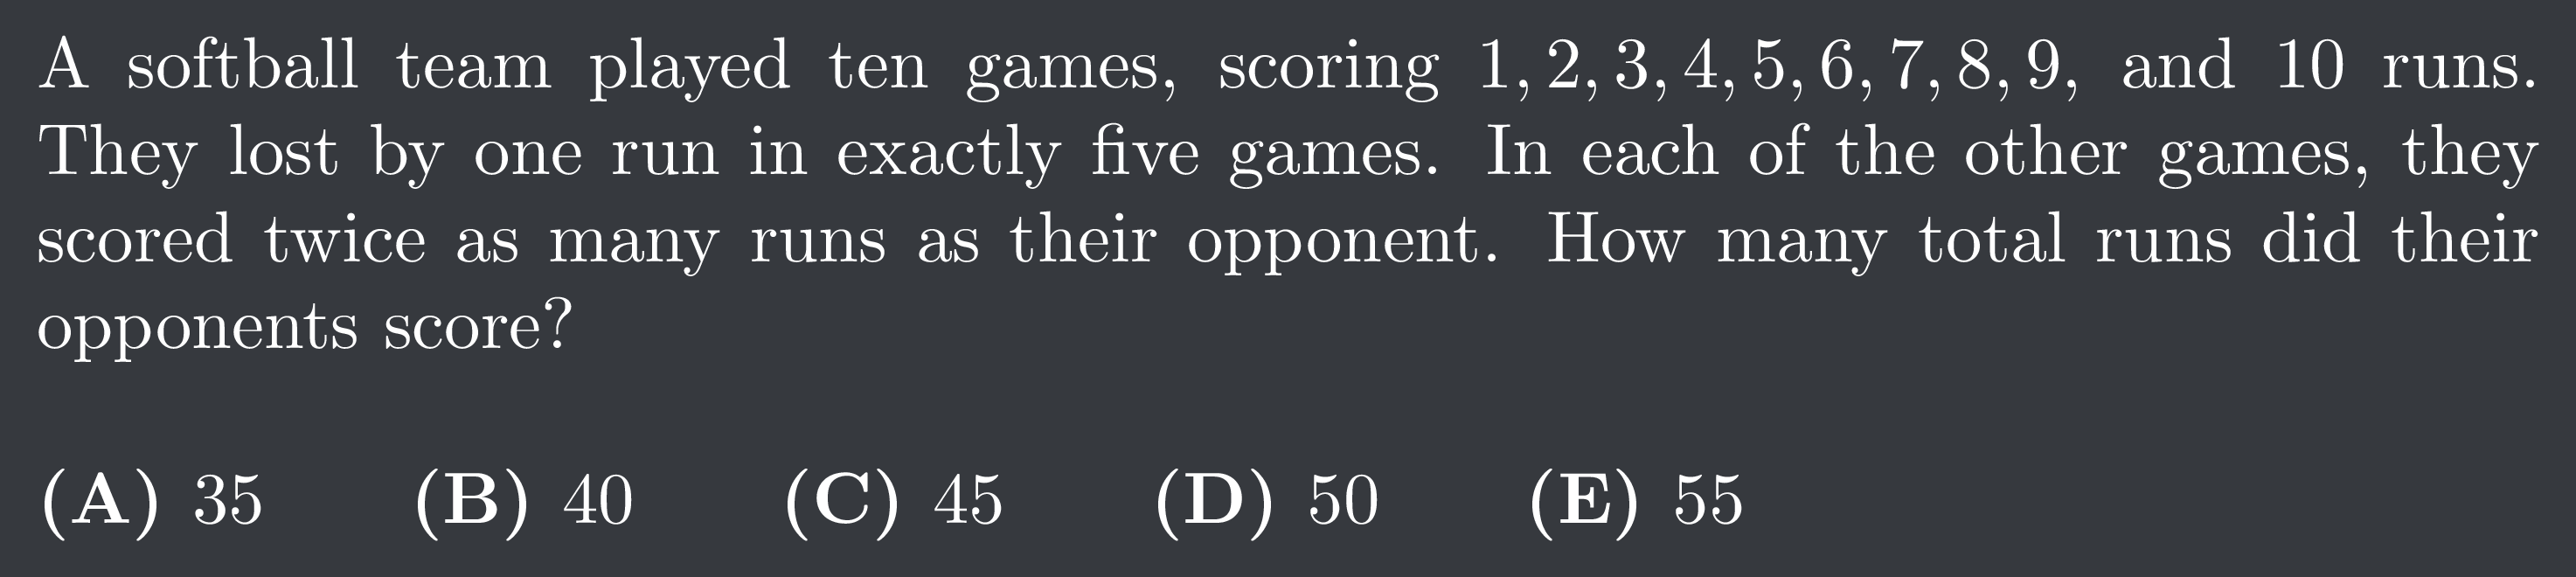 A softball team played ten games, scoring 1, 2, 3, 4, 5, 6, 7, 8, 9, and 10 runs.
They lost by one run in exactly five games. In each of the other games, they
scored twice as many runs as their opponent. How many total runs did their
opponents score?
(A) 35 (B) 40 (C) 45 (D) 50 (E) 55